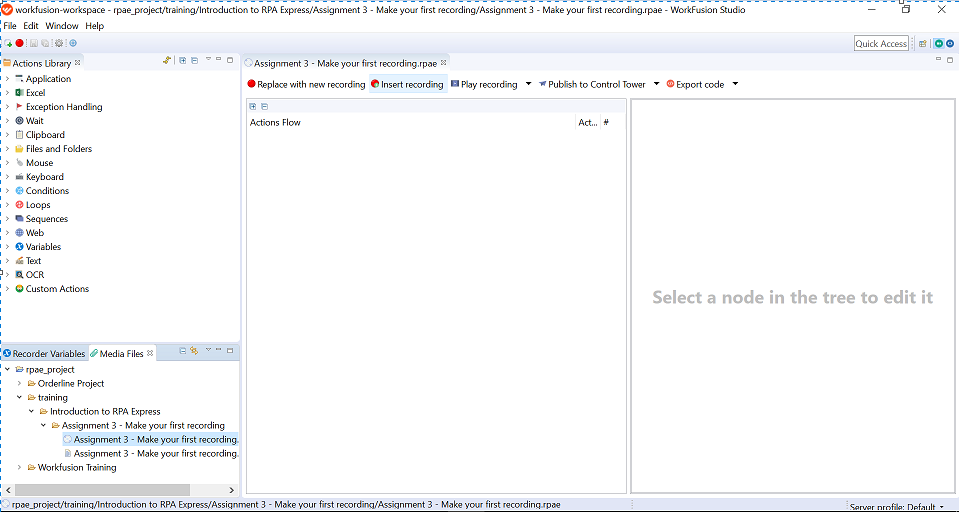 workfusion-workspace - rpae_project/training/Introduction to RPA Express/Assignment 3 - Make your first recording/Assignment 3 - Make your first recording.rpae - WorkFusion Studio
File Edit Window Help
Quick Access
Actions Library
Application
Excel
Exception Handling
Wait
Clipboard
Files and Folders
Mouse
Keyboard
Conditions
Loops
Sequences
Web
Variables
Text
OCR
Custom Actions
Recorder Variables Media Files
rpae_project
Orderline Project
training
Introduction to RPA Express
Assignment 3 - Make your first recording
Assignment 3 - Make your first recording.
Assignment 3 - Make your first recording.
Workfusion Training
Assignment 3 - Make your first recording.rpae
Replace with new recording Insert recording Play recording Publish to Control Tower Export code
Actions Flow Act... #
Select a node in the tree to edit it
rpae_project/training/Introduction to RPA Express/Assignment 3 - Make your first recording/Assignment 3 - Make your first recording.rpae
Server profile: Default